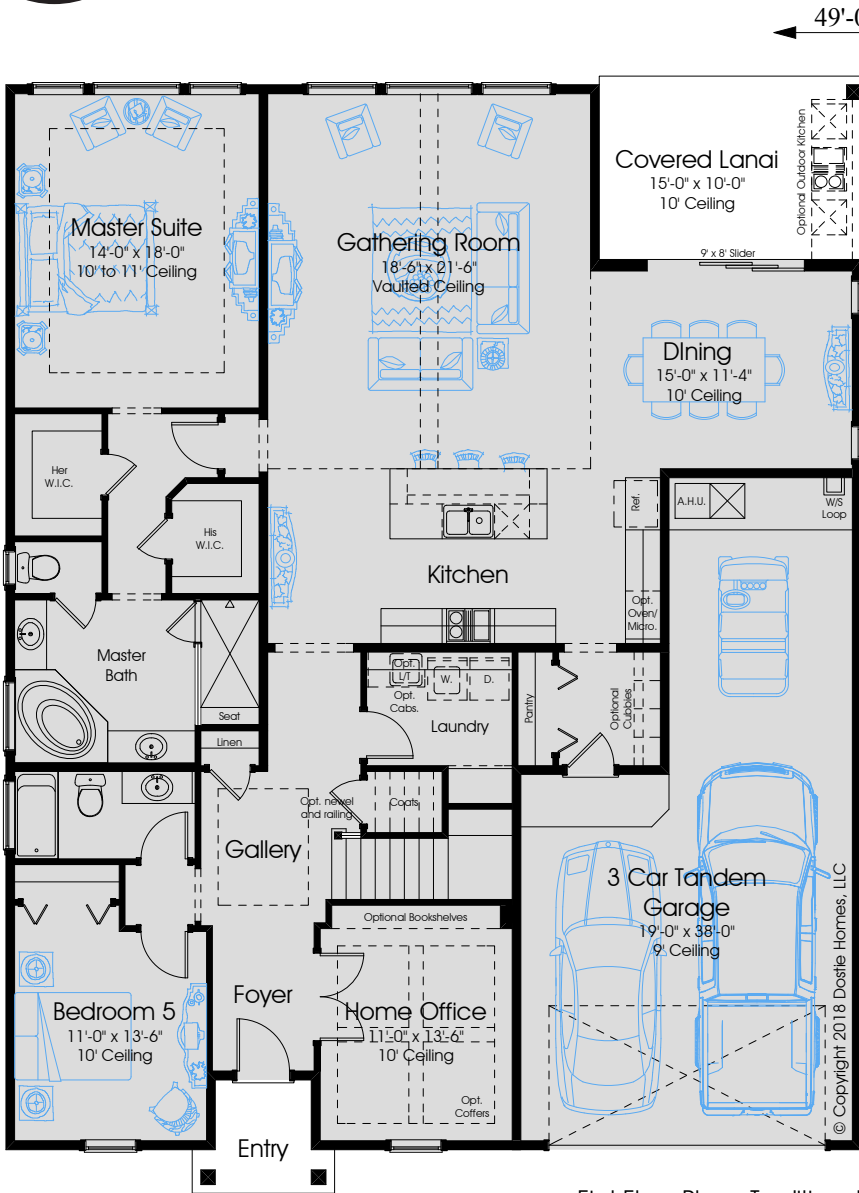 49'-0
Master Suite
14'-0" x 18'-0"
10' to 11' Ceiling
Gathering Room
18'-6" x 21'-6"
Vaulted Ceiling
Covered Lanai
15'-0" x 10'-0"
10' Ceiling
Optional Outdoor Kitchen
9' x 8' Slider
Dining
15'-0" x 11'-4"
10' Ceiling
Her
W.I.C.
His
W.I.C.
Ref.
A.H.U.
W/S
Loop
Kitchen
Opt.
Oven/
Micro.
Master
Bath
Seat
Linen
Opt.
L/T
W.
D.
Opt.
Cabs.
Laundry
Pantry
Optional
Cubbies
Opt. newel
and railing
Coats
Gallery
3 Car Tandem
Garage
19'-0" x 38'-0"
9' Ceiling
Optional Bookshelves
Foyer
Home Office
11'-0" x 13'-6"
10' Ceiling
Opt.
Coffers
Bedroom 5
11'-0" x 13'-6"
10' Ceiling
Entry
© Copyright 2018 Dostie Homes, LLC